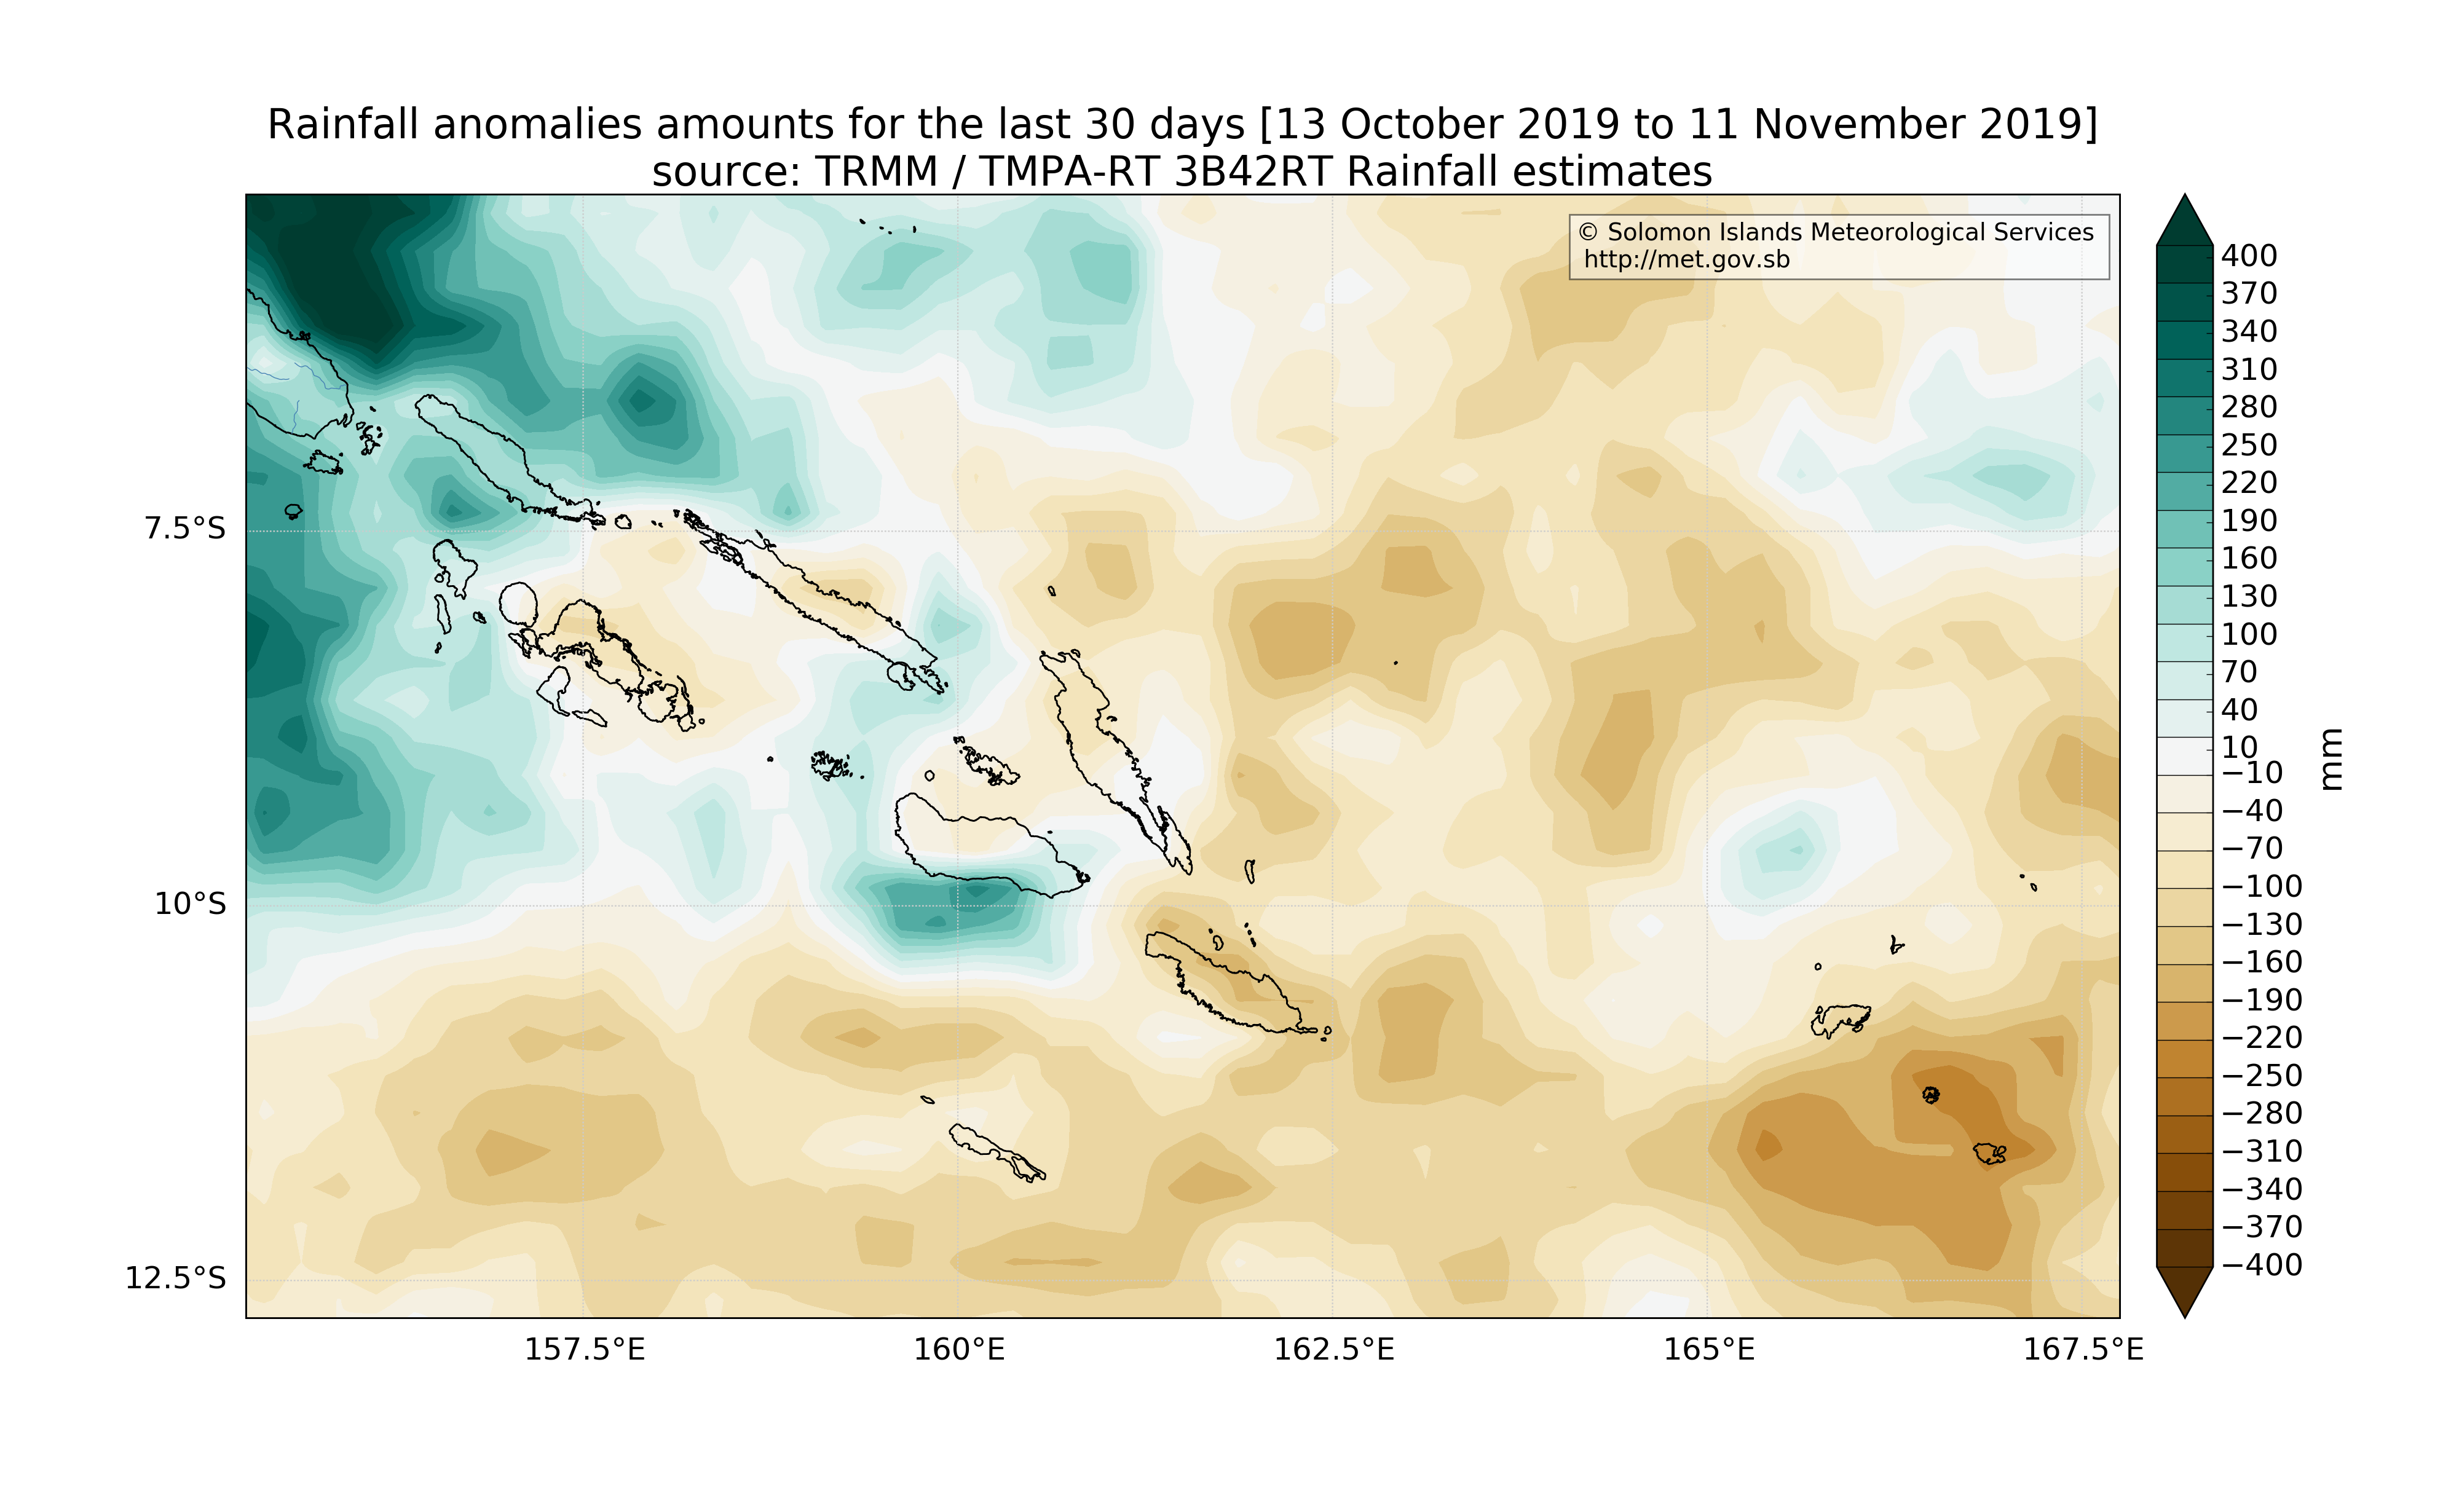 Rainfall anomalies amounts for the last 30 days [13 October 2019 to 11 November 2019]
source: TRMM / TMPA-RT 3B42RT Rainfall estimates
© Solomon Islands Meteorological Services
http://met.gov.sb
7.5°S
10°S
12.5°S
157.5°E
160°E
162.5°E
165°E
167.5°E
400
370
340
310
280
250
220
190
160
130
100
70
40
10
−10
−40
−70
−100
−130
−160
−190
−220
−250
−280
−310
−340
−370
−400
mm